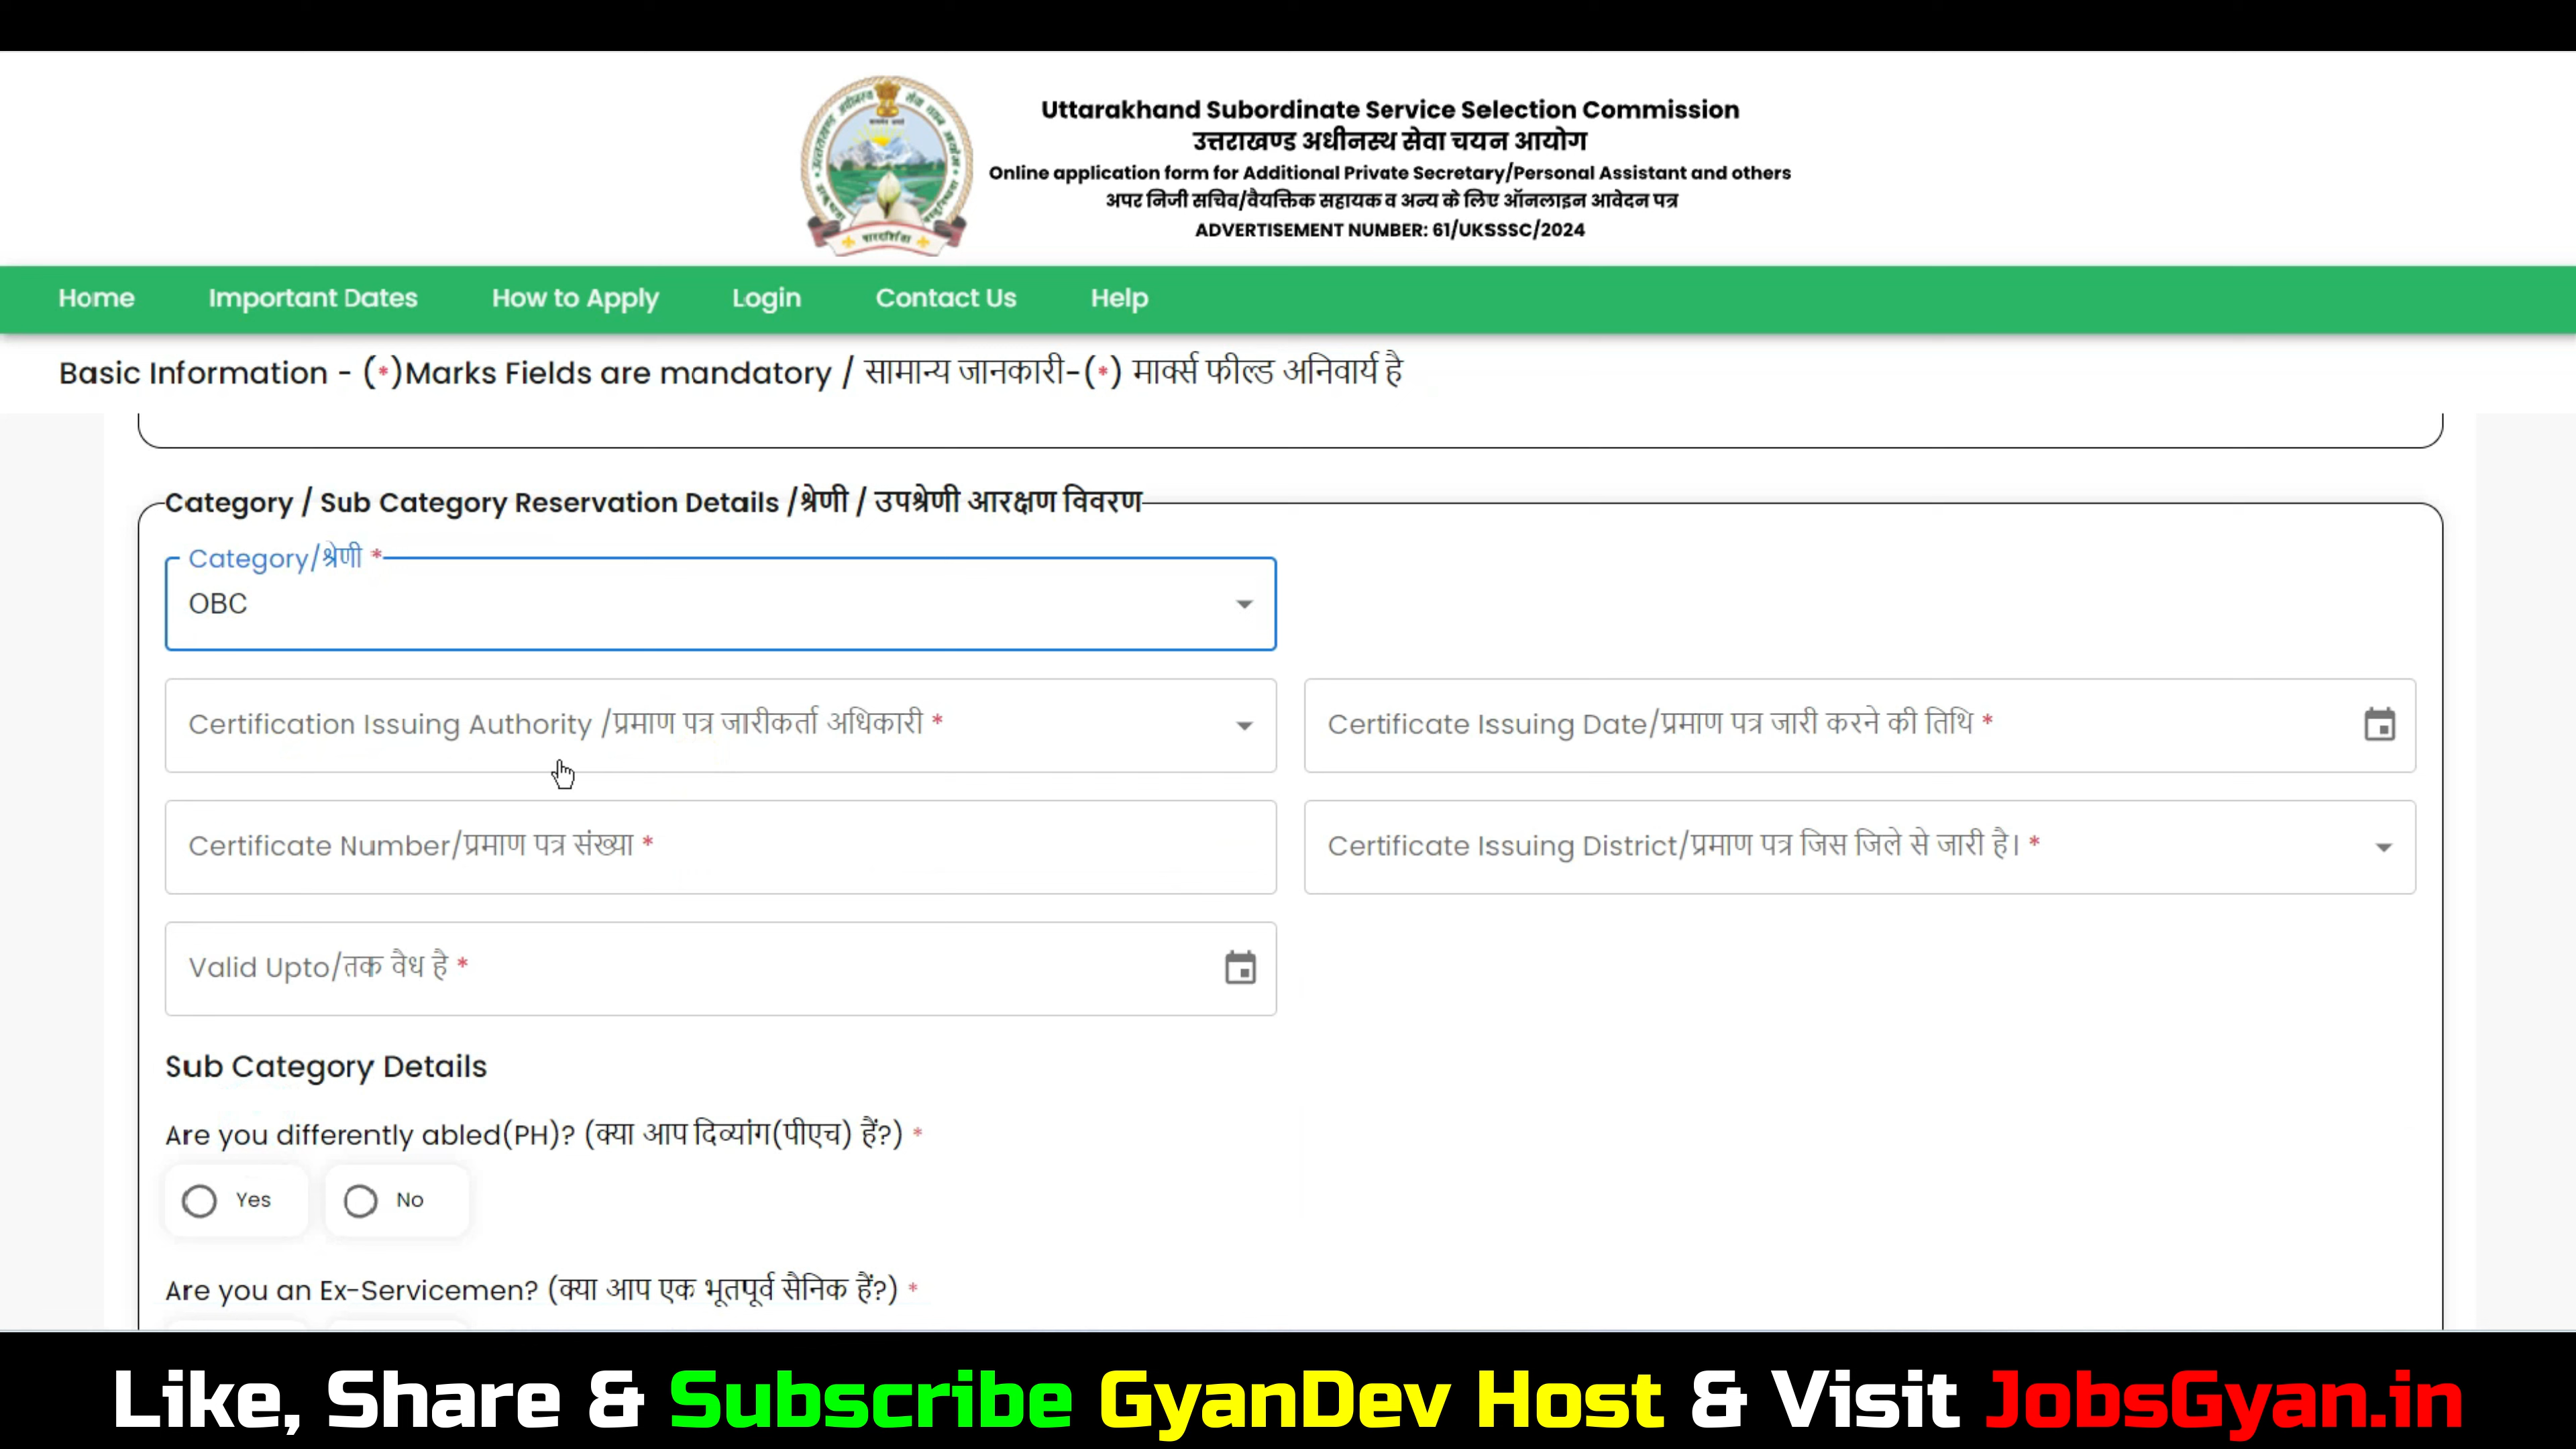 Uttarakhand Subordinate Service Selection Commission
उत्तराखण्ड अधीनस्थ सेवा चयन आयोग
Online application form for Additional Private Secretary/Personal Assistant and others
अपर निजी सचिव/वैयक्तिक सहायक व अन्य के लिए ऑनलाइन आवेदन पत्र
ADVERTISEMENT NUMBER: 61/UKSSSC/2024
Home Important Dates How to Apply Login Contact Us Help
Basic Information - (*)Marks Fields are mandatory / सामान्य जानकारी-(*) मार्क्स फील्ड अनिवार्य है
Category / Sub Category Reservation Details /श्रेणी / उपश्रेणी आरक्षण विवरण
Category/श्रेणी *
OBC
Certification Issuing Authority /प्रमाण पत्र जारीकर्ता अधिकारी *
Certificate Issuing Date/प्रमाण पत्र जारी करने की तिथि *
Certificate Number/प्रमाण पत्र संख्या *
Certificate Issuing District/प्रमाण पत्र जिस जिले से जारी है। *
Valid Upto/तक वैध है *
Sub Category Details
Are you differently abled(PH)? (क्या आप दिव्यांग(पीएच) हैं?) *
Yes No
Are you an Ex-Servicemen? (क्या आप एक भूतपूर्व सैनिक हैं?) *
Like, Share & Subscribe GyanDev Host & Visit JobsGyan.in